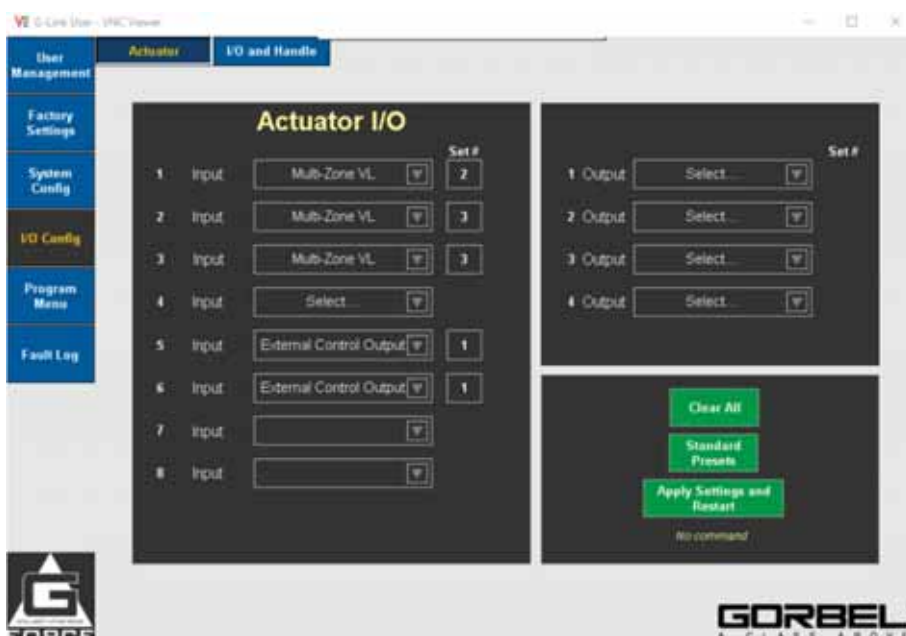 G-Link User - VNC Viewer
User Management
Actuator
I/O and Handle
Factory Settings
System Config
I/O Config
Program Menu
Fault Log
Actuator I/O
Set #
1 Input Multi-Zone VL 2
2 Input Multi-Zone VL 3
3 Input Multi-Zone VL 3
4 Input Select...
5 Input External Control Output 1
6 Input External Control Output 1
7 Input
8 Input
Set #
1 Output Select...
2 Output Select...
3 Output Select...
4 Output Select...
Clear All
Standard
Presets
Apply Settings and
Restart
No command
G
FORCE
GORBEL